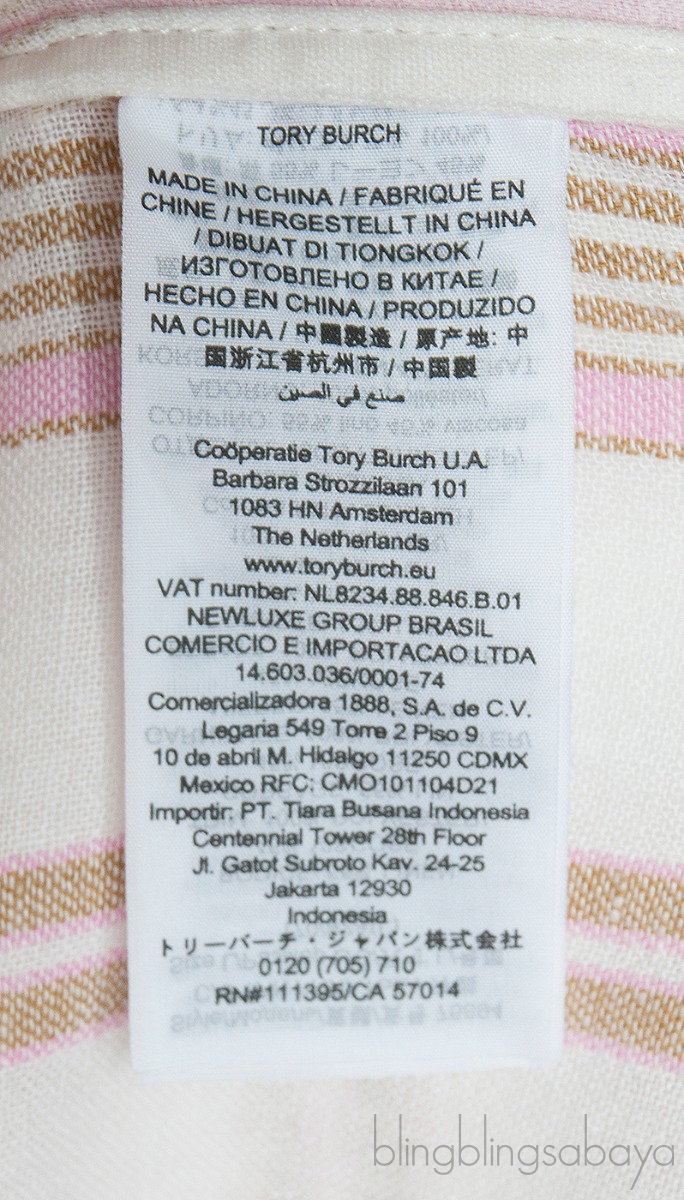 TORY BURCH
MADE IN CHINA / FABRIQUÉ EN
CHINE / HERGESTELLT IN CHINA
/ DIBUAT DI TIONGKOK /
ИЗГОТОВЛЕНО В КИТАЕ /
HECHO EN CHINA / PRODUZIDO
NA CHINA / 中國製造 / 原产地: 中
国浙江省杭州市 / 中国製
صنع في الصين
Coöperatie Tory Burch U.A.
Barbara Strozzilaan 101
1083 HN Amsterdam
The Netherlands
www.toryburch.eu
VAT number: NL8234.88.846.B.01
NEWLUXE GROUP BRASIL
COMERCIO E IMPORTACAO LTDA
14.603.036/0001-74
Comercializadora 1888, S.A. de C.V.
Legaria 549 Torre 2 Piso 9
10 de abril M. Hidalgo 11250 CDMX
Mexico RFC: CMO101104D21
Importir: PT. Tiara Busana Indonesia
Centennial Tower 28th Floor
Jl. Gatot Subroto Kav. 24-25
Jakarta 12930
Indonesia
トリーバーチ・ジャパン株式会社
0120 (705) 710
RN#111395/CA 57014
blingblingsabaya